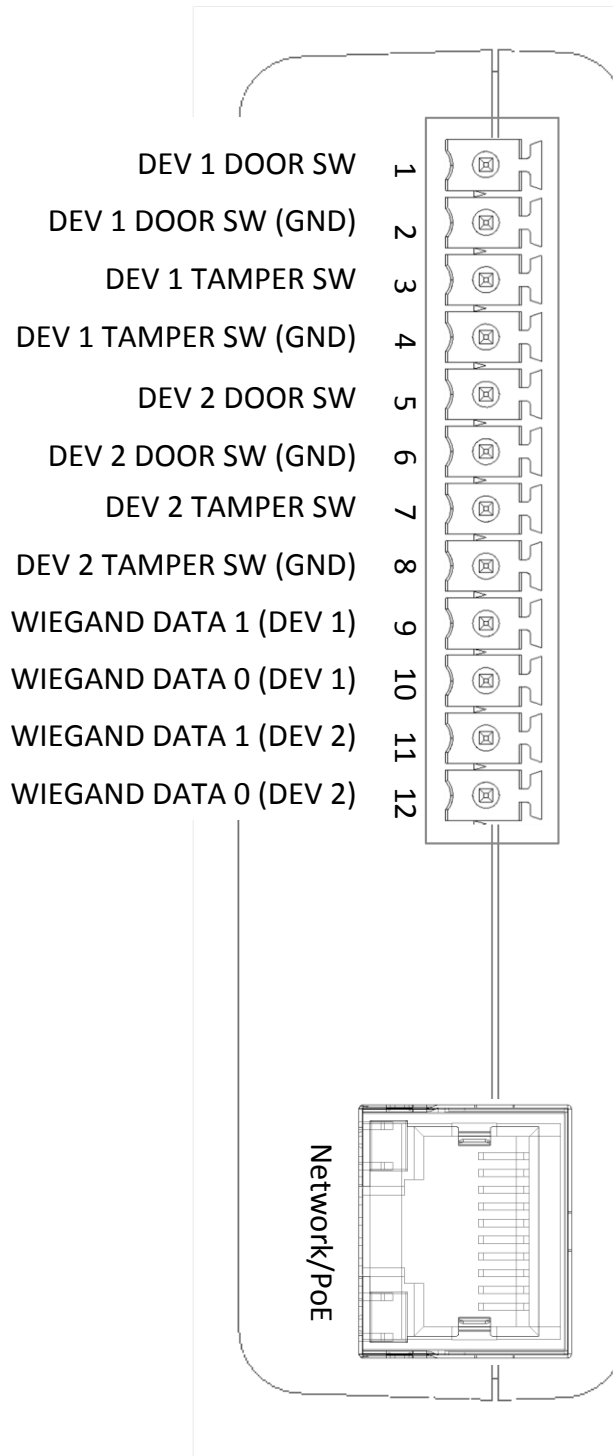 DEV 1 DOOR SW 1
DEV 1 DOOR SW (GND) 2
DEV 1 TAMPER SW 3
DEV 1 TAMPER SW (GND) 4
DEV 2 DOOR SW 5
DEV 2 DOOR SW (GND) 6
DEV 2 TAMPER SW 7
DEV 2 TAMPER SW (GND) 8
WIEGAND DATA 1 (DEV 1) 9
WIEGAND DATA 0 (DEV 1) 10
WIEGAND DATA 1 (DEV 2) 11
WIEGAND DATA 0 (DEV 2) 12
Network/PoE